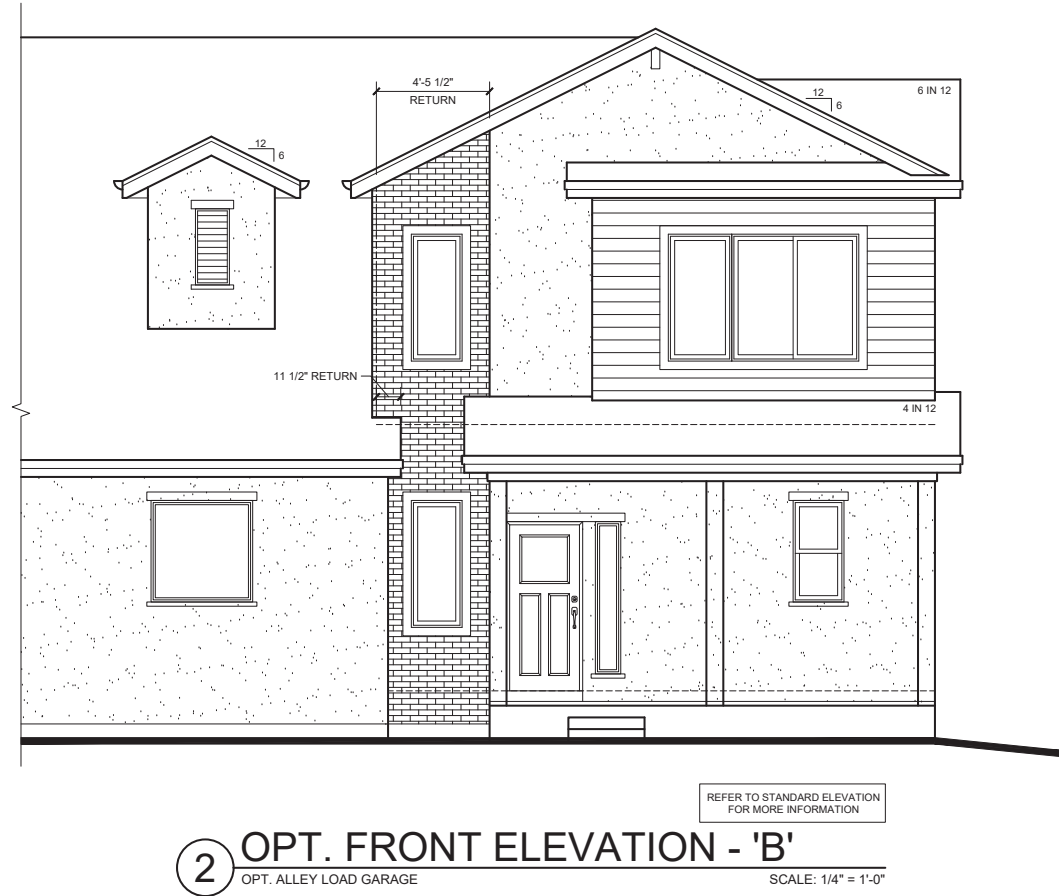 4'-5 1/2"
RETURN
12
6
12
6
6 IN 12
11 1/2" RETURN
4 IN 12
REFER TO STANDARD ELEVATION
FOR MORE INFORMATION
2
OPT. FRONT ELEVATION - 'B'
OPT. ALLEY LOAD GARAGE
SCALE: 1/4" = 1'-0"